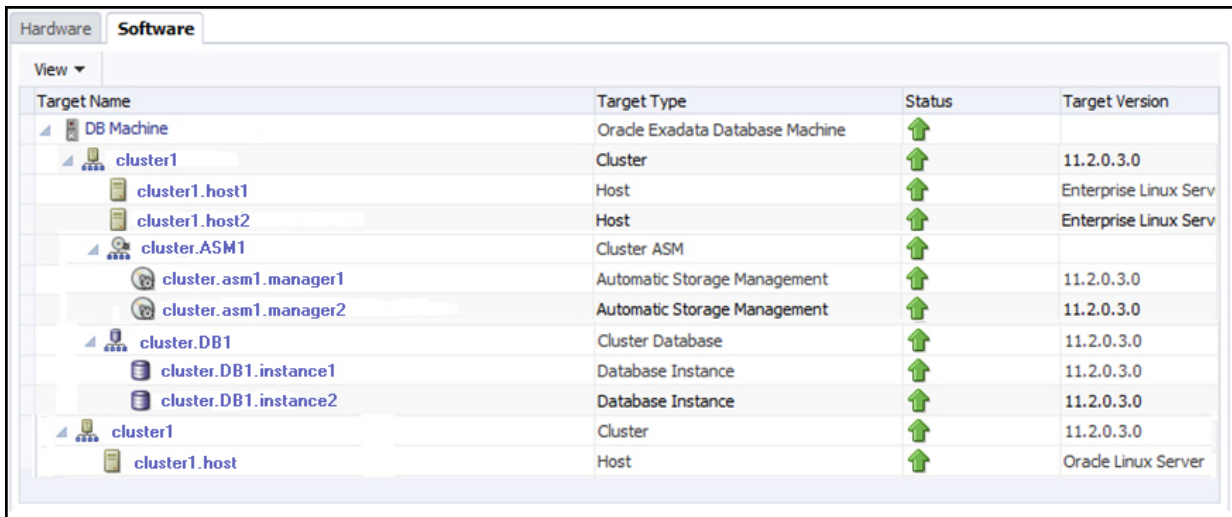 Hardware Software
View
Target Name Target Type Status Target Version
DB Machine Oracle Exadata Database Machine
cluster1 Cluster 11.2.0.3.0
cluster1.host1 Host Enterprise Linux Serv
cluster1.host2 Host Enterprise Linux Serv
cluster.ASM1 Cluster ASM
cluster.asm1.manager1 Automatic Storage Management 11.2.0.3.0
cluster.asm1.manager2 Automatic Storage Management 11.2.0.3.0
cluster.DB1 Cluster Database 11.2.0.3.0
cluster.DB1.instance1 Database Instance 11.2.0.3.0
cluster.DB1.instance2 Database Instance 11.2.0.3.0
cluster1 Cluster 11.2.0.3.0
cluster1.host Host Oracle Linux Server